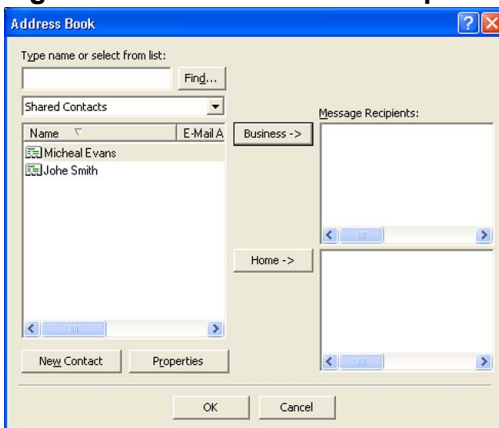 Address Book
Type name or select from list:
Find...
Shared Contacts
Message Recipients:
Name
E-Mail A
Business ->
Micheal Evans
Johe Smith
Home ->
New Contact
Properties
OK
Cancel